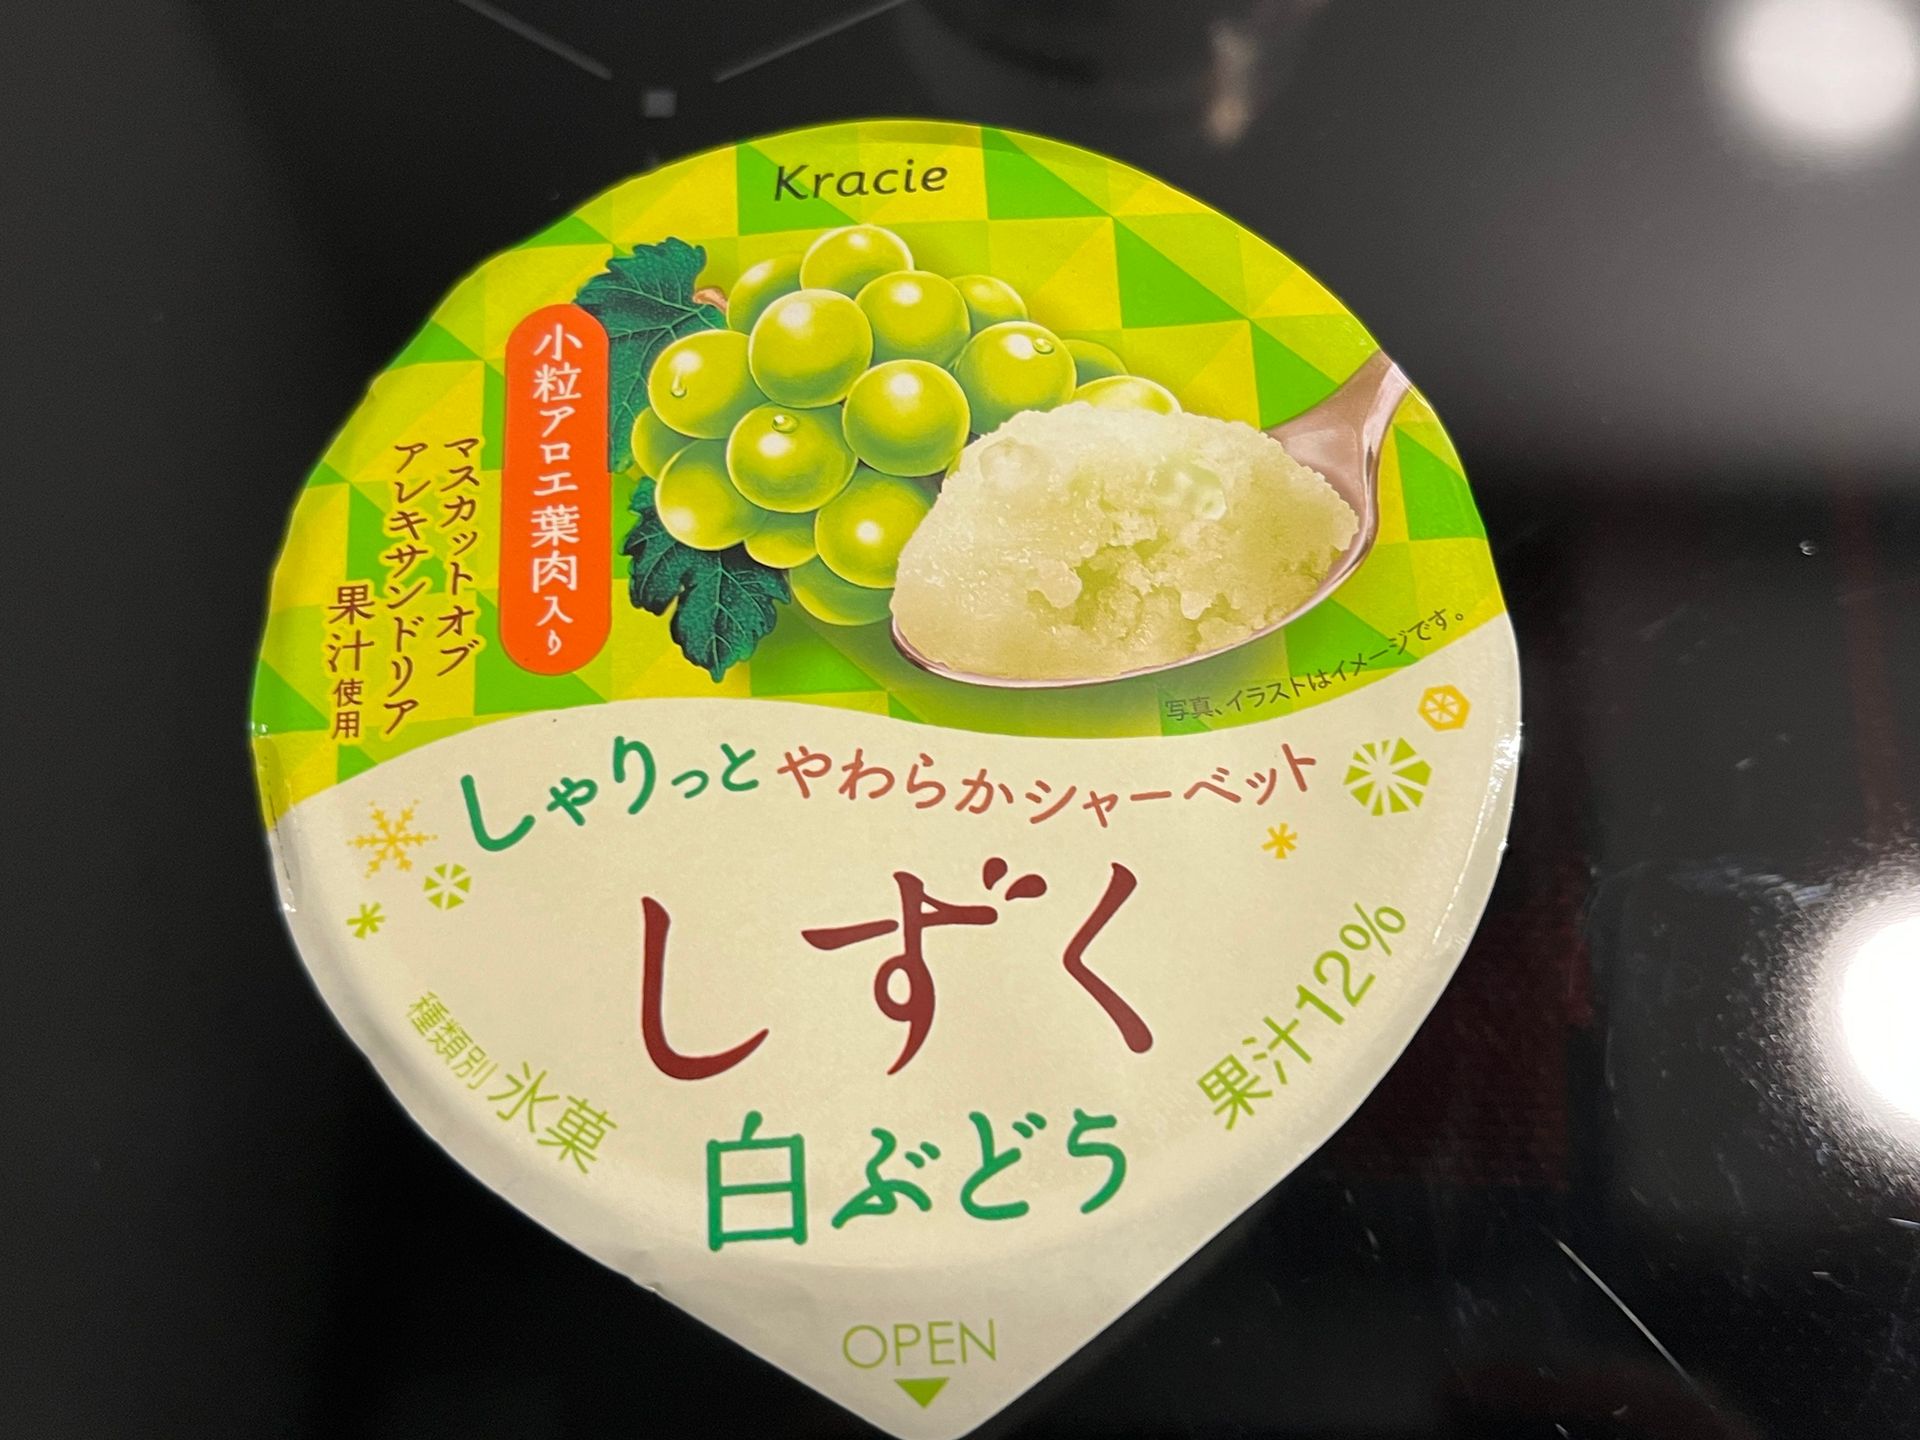 Kracie
小粒アロエ葉肉入り
マスカットオブ
アレキサンドリア
果汁使用
写真、イラストはイメージです。
しゃりっとやわらかシャーベット
しずく
白ぶどう
種類別 氷菓
果汁12%
OPEN